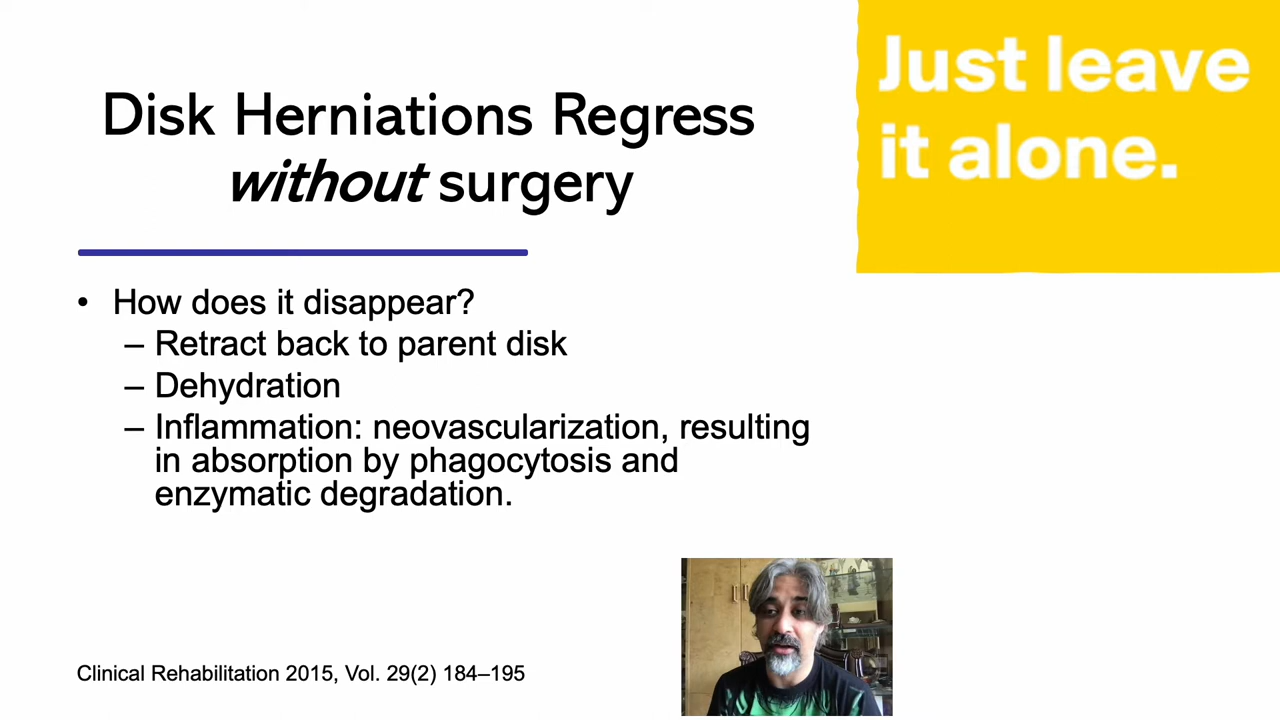 Just leave
it alone.
Disk Herniations Regress
without surgery
• How does it disappear?
– Retract back to parent disk
– Dehydration
– Inflammation: neovascularization, resulting
in absorption by phagocytosis and
enzymatic degradation.
Clinical Rehabilitation 2015, Vol. 29(2) 184–195